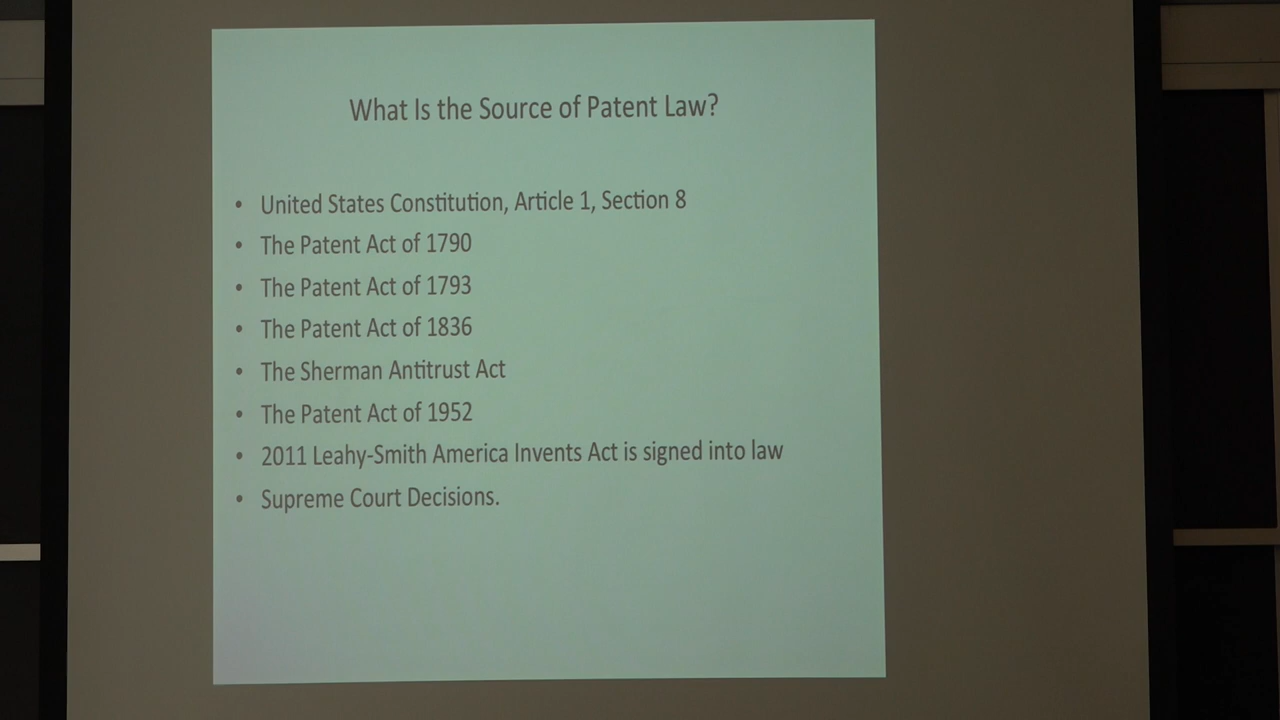 What Is the Source of Patent Law?
• United States Constitution, Article 1, Section 8
• The Patent Act of 1790
• The Patent Act of 1793
• The Patent Act of 1836
• The Sherman Antitrust Act
• The Patent Act of 1952
• 2011 Leahy-Smith America Invents Act is signed into law
• Supreme Court Decisions.